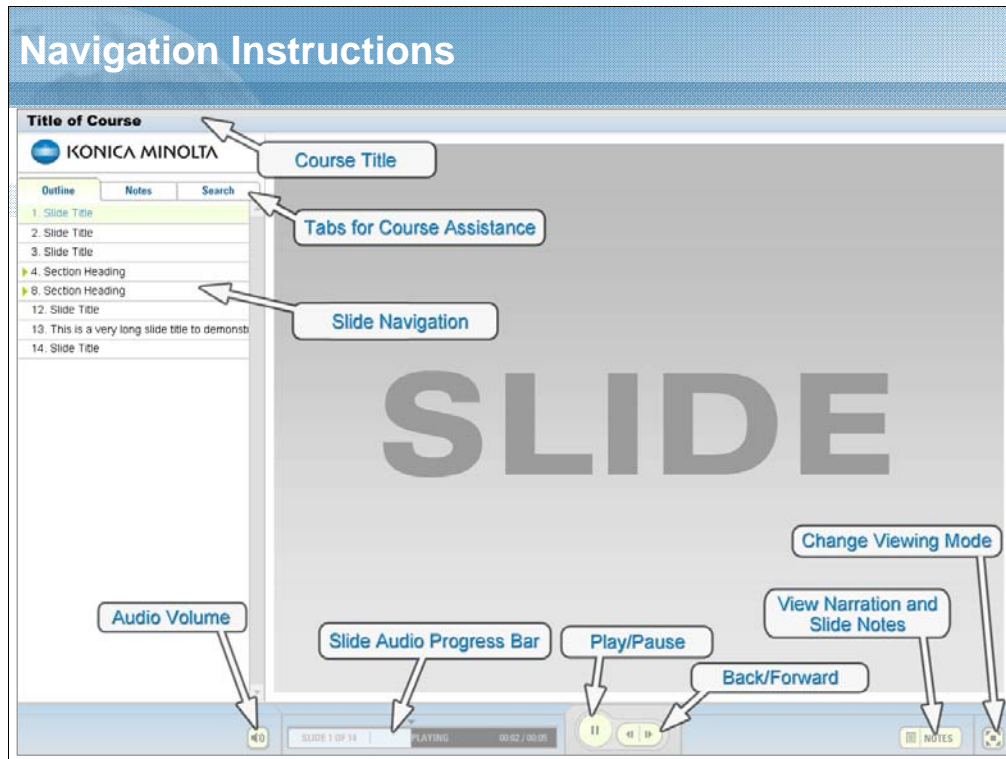 Navigation Instructions
Title of Course
KONICA MINOLTA
Course Title
Outline
Notes
Search
Tabs for Course Assistance
1. Slide Title
2. Slide Title
3. Slide Title
4. Section Heading
8. Section Heading
12. Slide Title
13. This is a very long slide title to demonst
14. Slide Title
Slide Navigation
SLIDE
Change Viewing Mode
View Narration and
Slide Notes
Audio Volume
Slide Audio Progress Bar
Play/Pause
Back/Forward
SLIDE 1 OF 14
PLAYING
00:02 / 00:05
NOTES